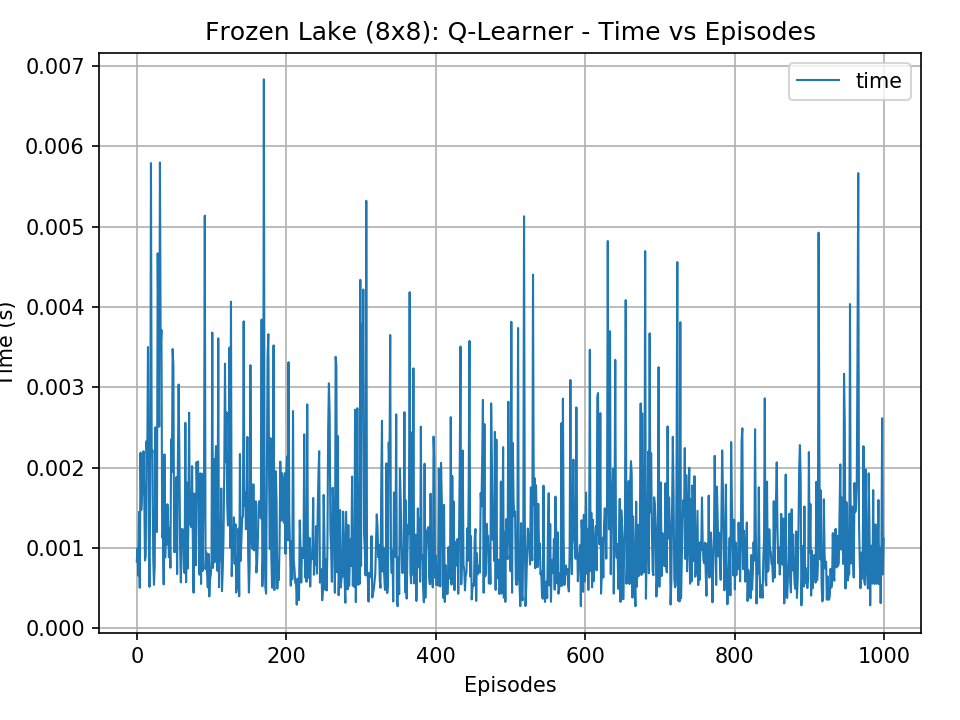 Frozen Lake (8x8): Q-Learner - Time vs Episodes
time
0.007
0.006
0.005
0.004
0.003
0.002
0.001
0.000
Time (s)
0 200 400 600 800 1000
Episodes